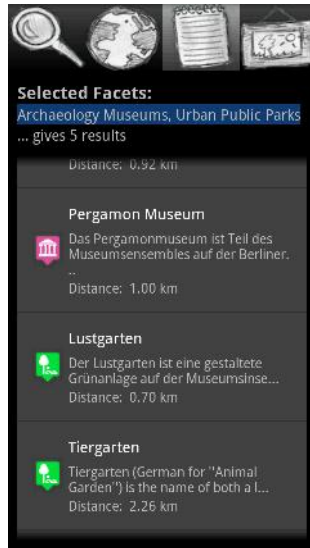 Selected Facets:
Archaeology Museums, Urban Public Parks
... gives 5 results
Distance: 0.92 km
Pergamon Museum
Das Pergamonmuseum ist Teil des
Museumsensembles auf der Berliner.
..
Distance: 1.00 km
Lustgarten
Der Lustgarten ist eine gestaltete
Grünanlage auf der Museumsinse...
Distance: 0.70 km
Tiergarten
Tiergarten (German for "Animal
Garden") is the name of both a l...
Distance: 2.26 km